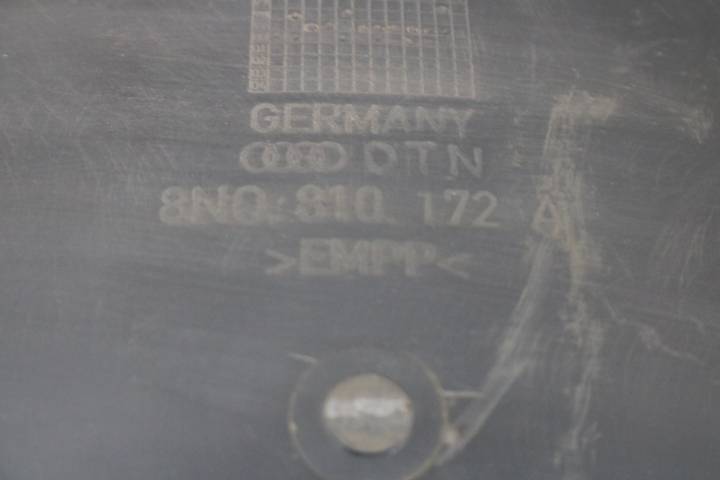 GERMANY
DTN
8N0. 810. 172 A
>EMPP<